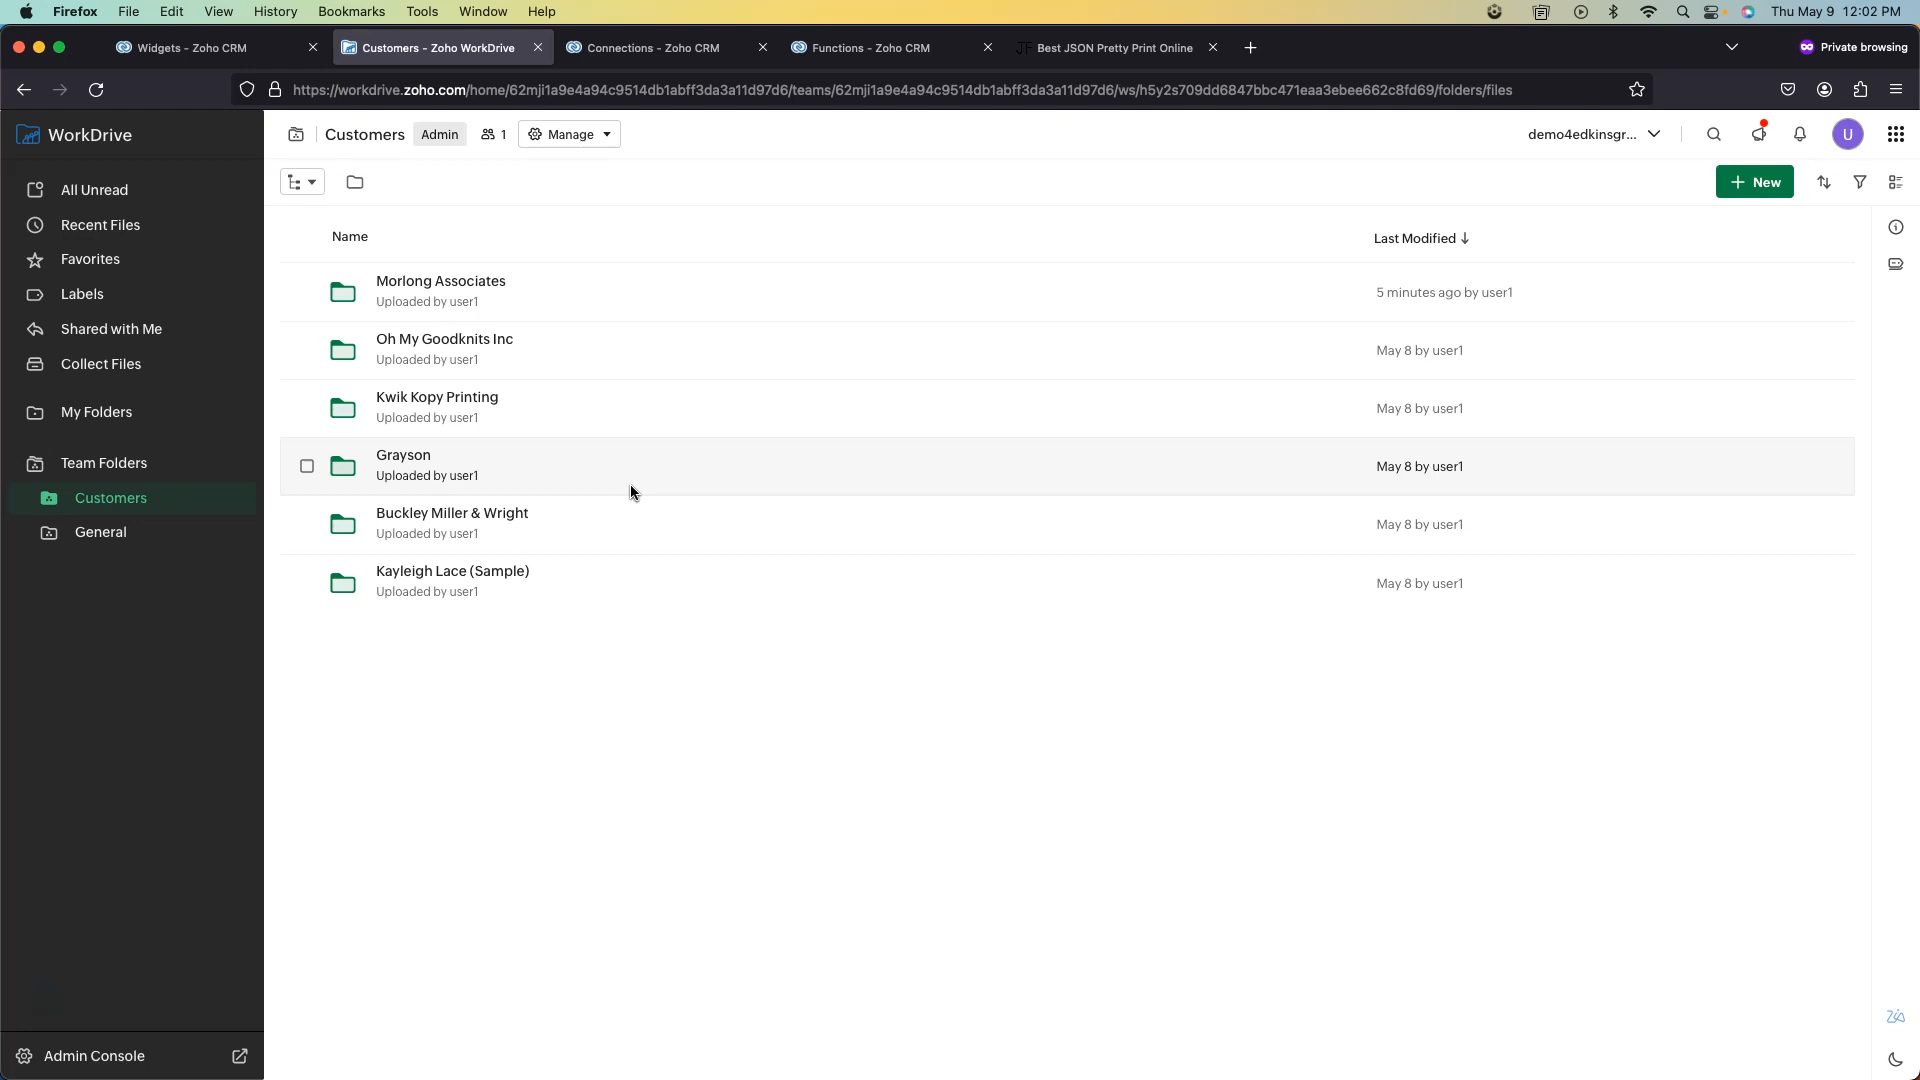 Firefox File Edit View History Bookmarks Tools Window Help Thu May 9 12:02 PM
Widgets - Zoho CRM Customers - Zoho WorkDrive Connections - Zoho CRM Functions - Zoho CRM JF Best JSON Pretty Print Online Private browsing
https://workdrive.zoho.com/home/62mji1a9e4a94c9514db1abff3da3a11d97d6/teams/62mji1a9e4a94c9514db1abff3da3a11d97d6/ws/h5y2s709dd6847bbc471eaa3ebee662c8fd69/folders/files
WorkDrive
Customers Admin 1 Manage demo4edkinsgr... U
All Unread
Recent Files
Favorites
Labels
Shared with Me
Collect Files
My Folders
Team Folders
Customers
General
Admin Console
New
Name Last Modified
Morlong Associates
Uploaded by user1
5 minutes ago by user1
Oh My Goodknits Inc
Uploaded by user1
May 8 by user1
Kwik Kopy Printing
Uploaded by user1
May 8 by user1
Grayson
Uploaded by user1
May 8 by user1
Buckley Miller & Wright
Uploaded by user1
May 8 by user1
Kayleigh Lace (Sample)
Uploaded by user1
May 8 by user1